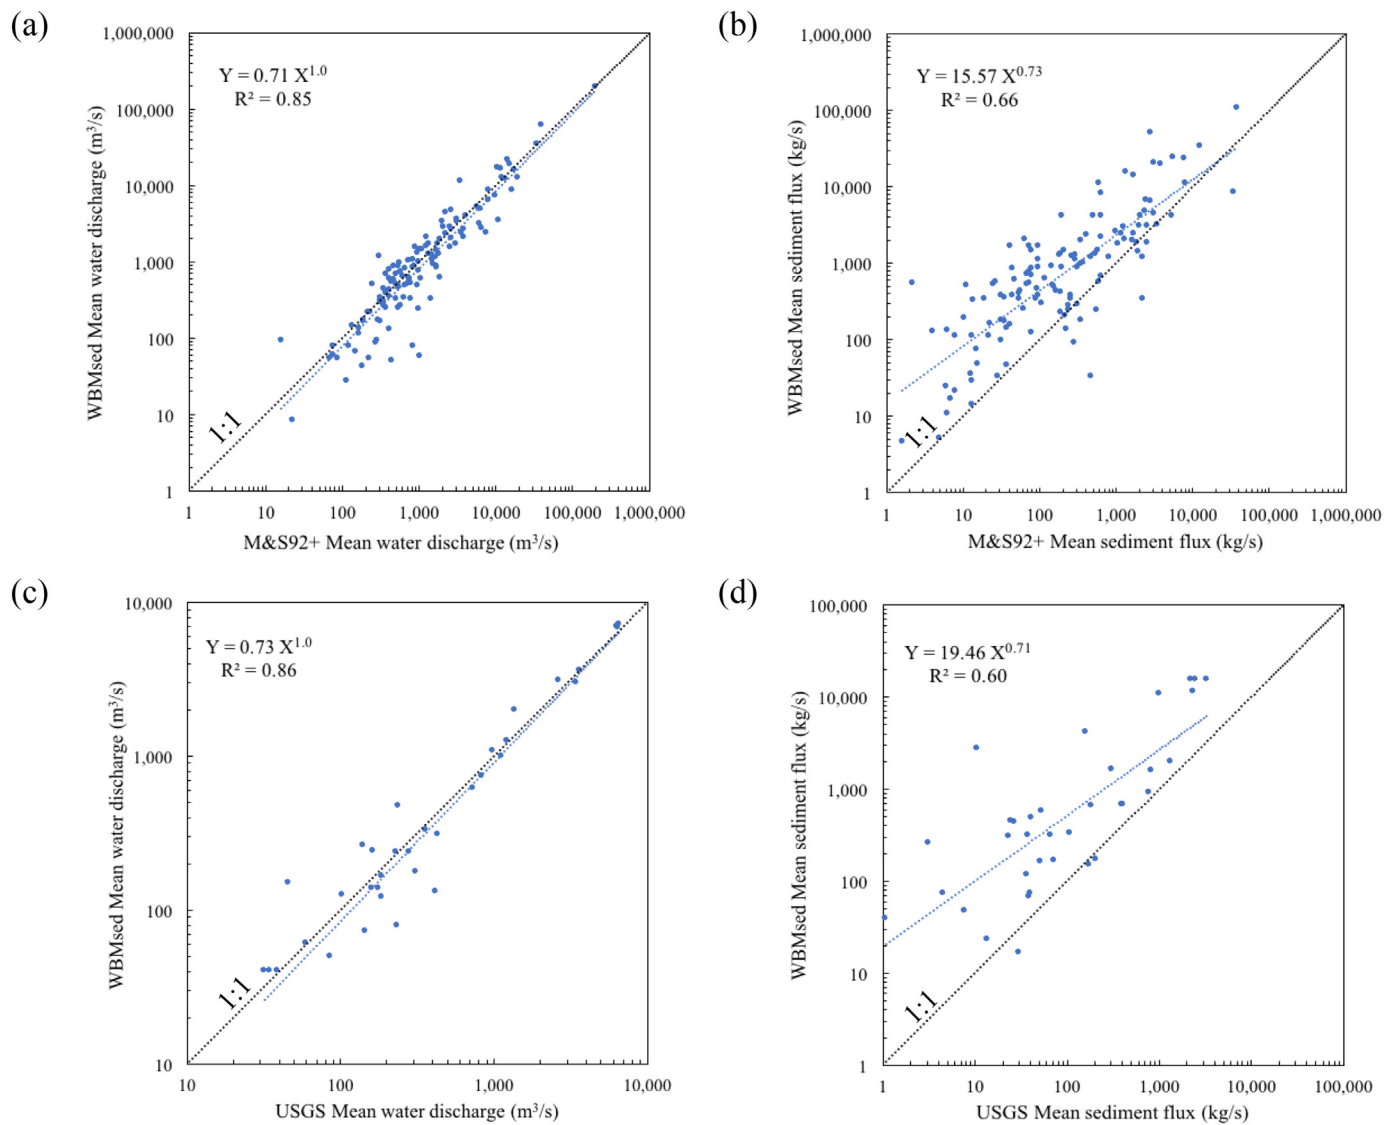 (a)
1,000,000
100,000
10,000
1,000
100
10
1
WBMsed Mean water discharge (m³/s)
Y = 0.71 X¹·⁰
R² = 0.85
1:1
1 10 100 1,000 10,000 100,000 1,000,000
M&S92+ Mean water discharge (m³/s)
(b)
1,000,000
100,000
10,000
1,000
100
10
1
WBMsed Mean sediment flux (kg/s)
Y = 15.57 X⁰·⁷³
R² = 0.66
1:1
1 10 100 1,000 10,000 100,000 1,000,000
M&S92+ Mean sediment flux (kg/s)
(c)
10,000
1,000
100
10
WBMsed Mean water discharge (m³/s)
Y = 0.73 X¹·⁰
R² = 0.86
1:1
10 100 1,000 10,000
USGS Mean water discharge (m³/s)
(d)
100,000
10,000
1,000
100
10
1
WBMsed Mean sediment flux (kg/s)
Y = 19.46 X⁰·⁷¹
R² = 0.60
1:1
1 10 100 1,000 10,000 100,000
USGS Mean sediment flux (kg/s)